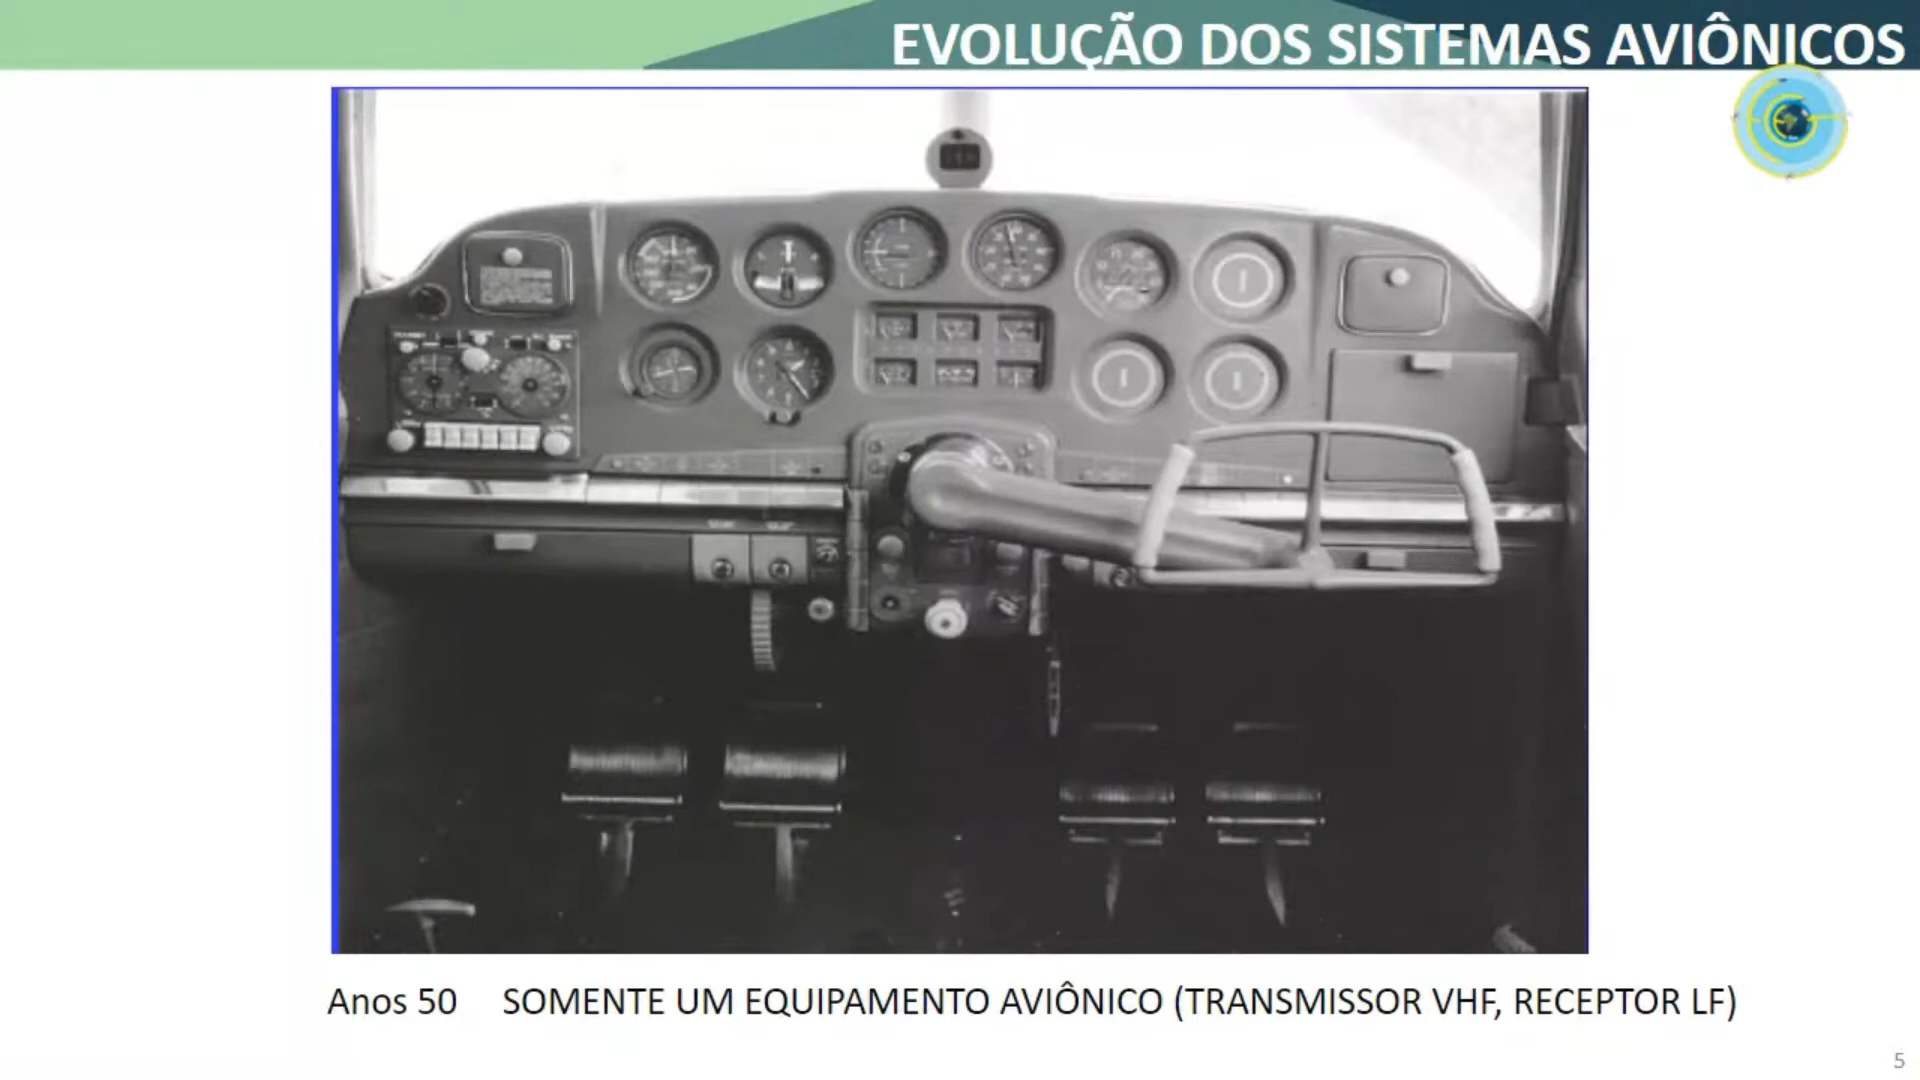 EVOLUÇÃO DOS SISTEMAS AVIÔNICOS
Anos 50 SOMENTE UM EQUIPAMENTO AVIÔNICO (TRANSMISSOR VHF, RECEPTOR LF)
5